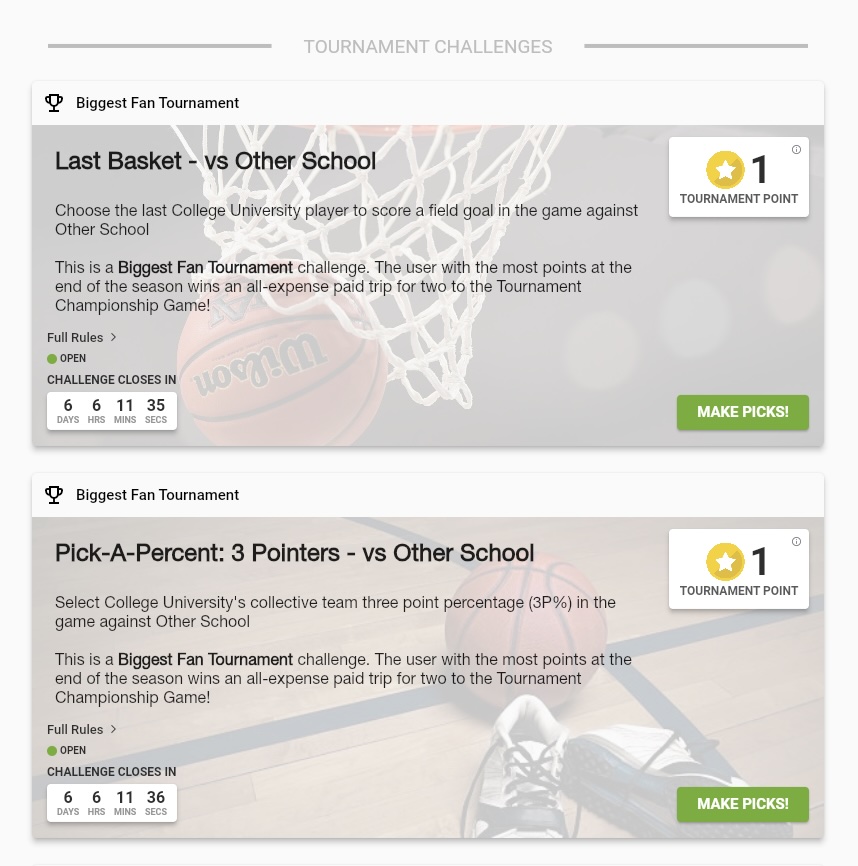 TOURNAMENT CHALLENGES
Biggest Fan Tournament
Last Basket - vs Other School
1
TOURNAMENT POINT
Choose the last College University player to score a field goal in the game against
Other School
This is a Biggest Fan Tournament challenge. The user with the most points at the
end of the season wins an all-expense paid trip for two to the Tournament
Championship Game!
Wilson
Full Rules
OPEN
CHALLENGE CLOSES IN
6 6 11 35
DAYS HRS MINS SECS
MAKE PICKS!
Biggest Fan Tournament
Pick-A-Percent: 3 Pointers - vs Other School
1
TOURNAMENT POINT
Select College University's collective team three point percentage (3P%) in the
game against Other School
This is a Biggest Fan Tournament challenge. The user with the most points at the
end of the season wins an all-expense paid trip for two to the Tournament
Championship Game!
Full Rules
OPEN
CHALLENGE CLOSES IN
6 6 11 36
DAYS HRS MINS SECS
MAKE PICKS!